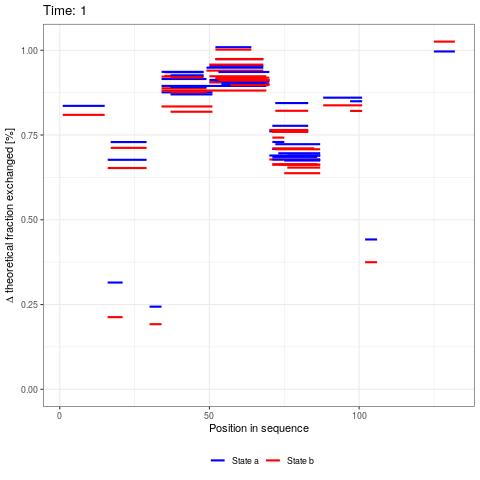 Time: 1
Δ theoretical fraction exchanged [%]
1.00
0.75
0.50
0.25
0.00
0 50 100
Position in sequence
State a State b